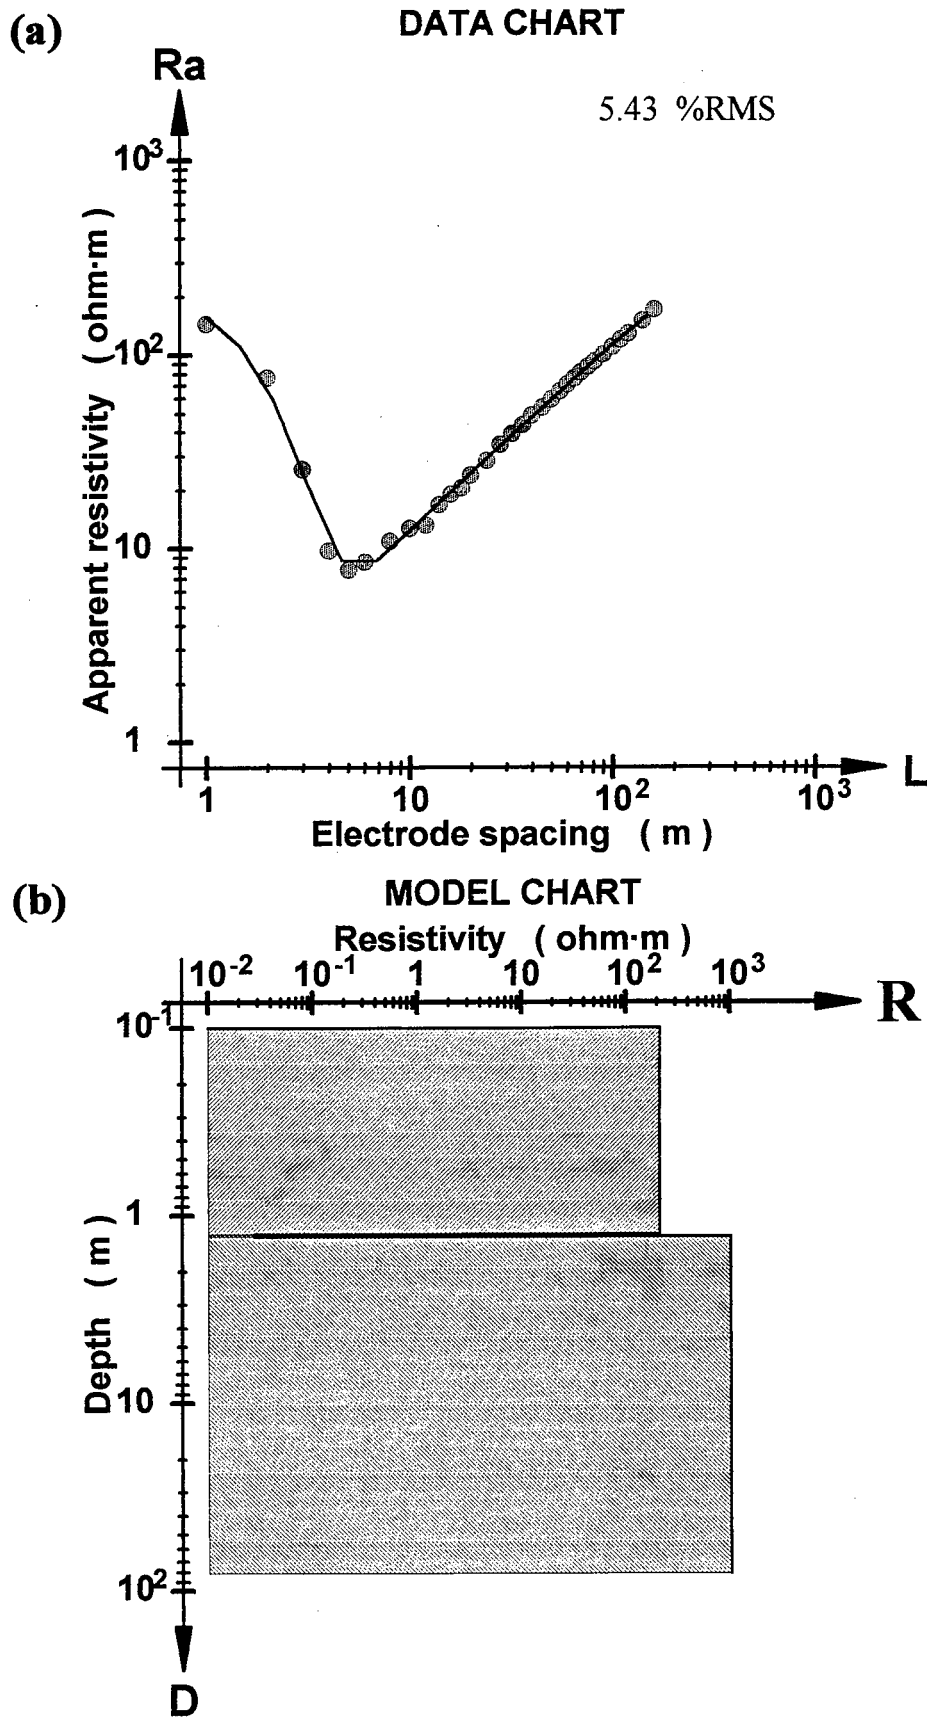 (a)
DATA CHART
Ra
5.43 %RMS
10³
10²
10
1
Apparent resistivity ( ohm·m )
1 10 10² 10³
L
Electrode spacing ( m )
(b)
MODEL CHART
Resistivity ( ohm·m )
10⁻² 10⁻¹ 1 10 10² 10³
R
10⁻¹
1
10
10²
Depth ( m )
D